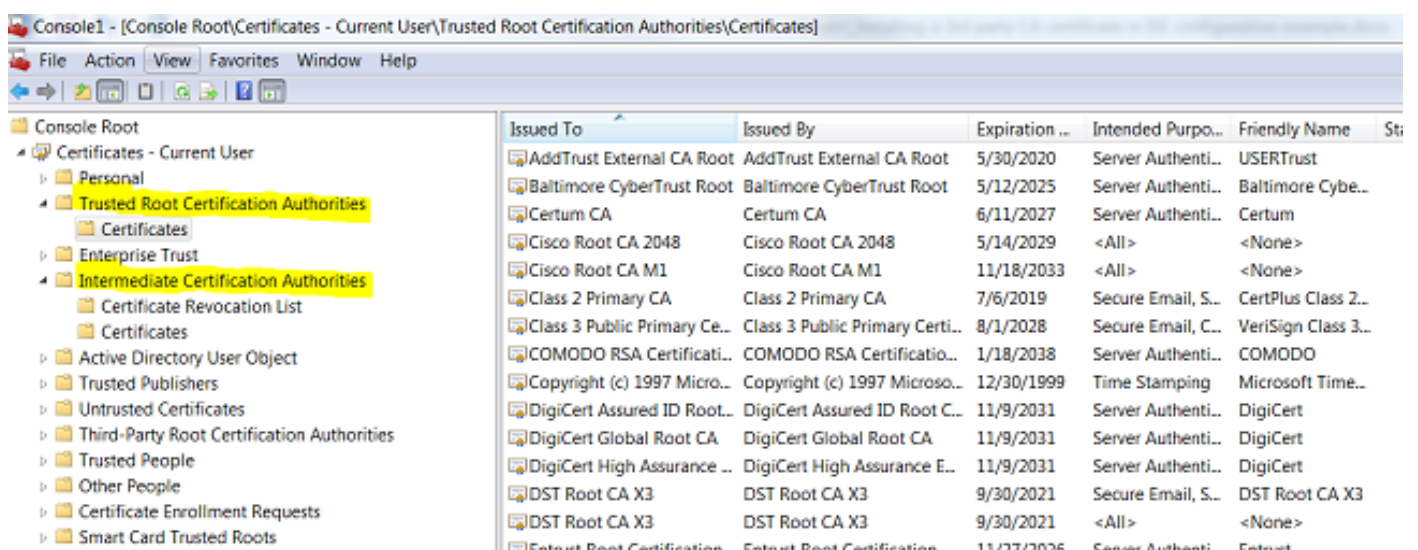 Console1 - [Console Root\Certificates - Current User\Trusted Root Certification Authorities\Certificates]
File Action View Favorites Window Help
Console Root
Certificates - Current User
Personal
Trusted Root Certification Authorities
Certificates
Enterprise Trust
Intermediate Certification Authorities
Certificate Revocation List
Certificates
Active Directory User Object
Trusted Publishers
Untrusted Certificates
Third-Party Root Certification Authorities
Trusted People
Other People
Certificate Enrollment Requests
Smart Card Trusted Roots
Issued To Issued By Expiration ... Intended Purpo... Friendly Name Sta
AddTrust External CA Root AddTrust External CA Root 5/30/2020 Server Authenti... USERTrust
Baltimore CyberTrust Root Baltimore CyberTrust Root 5/12/2025 Server Authenti... Baltimore Cybe...
Certum CA Certum CA 6/11/2027 Server Authenti... Certum
Cisco Root CA 2048 Cisco Root CA 2048 5/14/2029 <All> <None>
Cisco Root CA M1 Cisco Root CA M1 11/18/2033 <All> <None>
Class 2 Primary CA Class 2 Primary CA 7/6/2019 Secure Email, S... CertPlus Class 2...
Class 3 Public Primary Ce... Class 3 Public Primary Certi... 8/1/2028 Secure Email, C... VeriSign Class 3...
COMODO RSA Certificati... COMODO RSA Certificatio... 1/18/2038 Server Authenti... COMODO
Copyright (c) 1997 Micro... Copyright (c) 1997 Microso... 12/30/1999 Time Stamping Microsoft Time...
DigiCert Assured ID Root... DigiCert Assured ID Root C... 11/9/2031 Server Authenti... DigiCert
DigiCert Global Root CA DigiCert Global Root CA 11/9/2031 Server Authenti... DigiCert
DigiCert High Assurance ... DigiCert High Assurance E... 11/9/2031 Server Authenti... DigiCert
DST Root CA X3 DST Root CA X3 9/30/2021 Secure Email, S... DST Root CA X3
DST Root CA X3 DST Root CA X3 9/30/2021 <All> <None>
Entrust Root Certification Entrust Root Certification 11/27/2026 Server Authenti Entrust